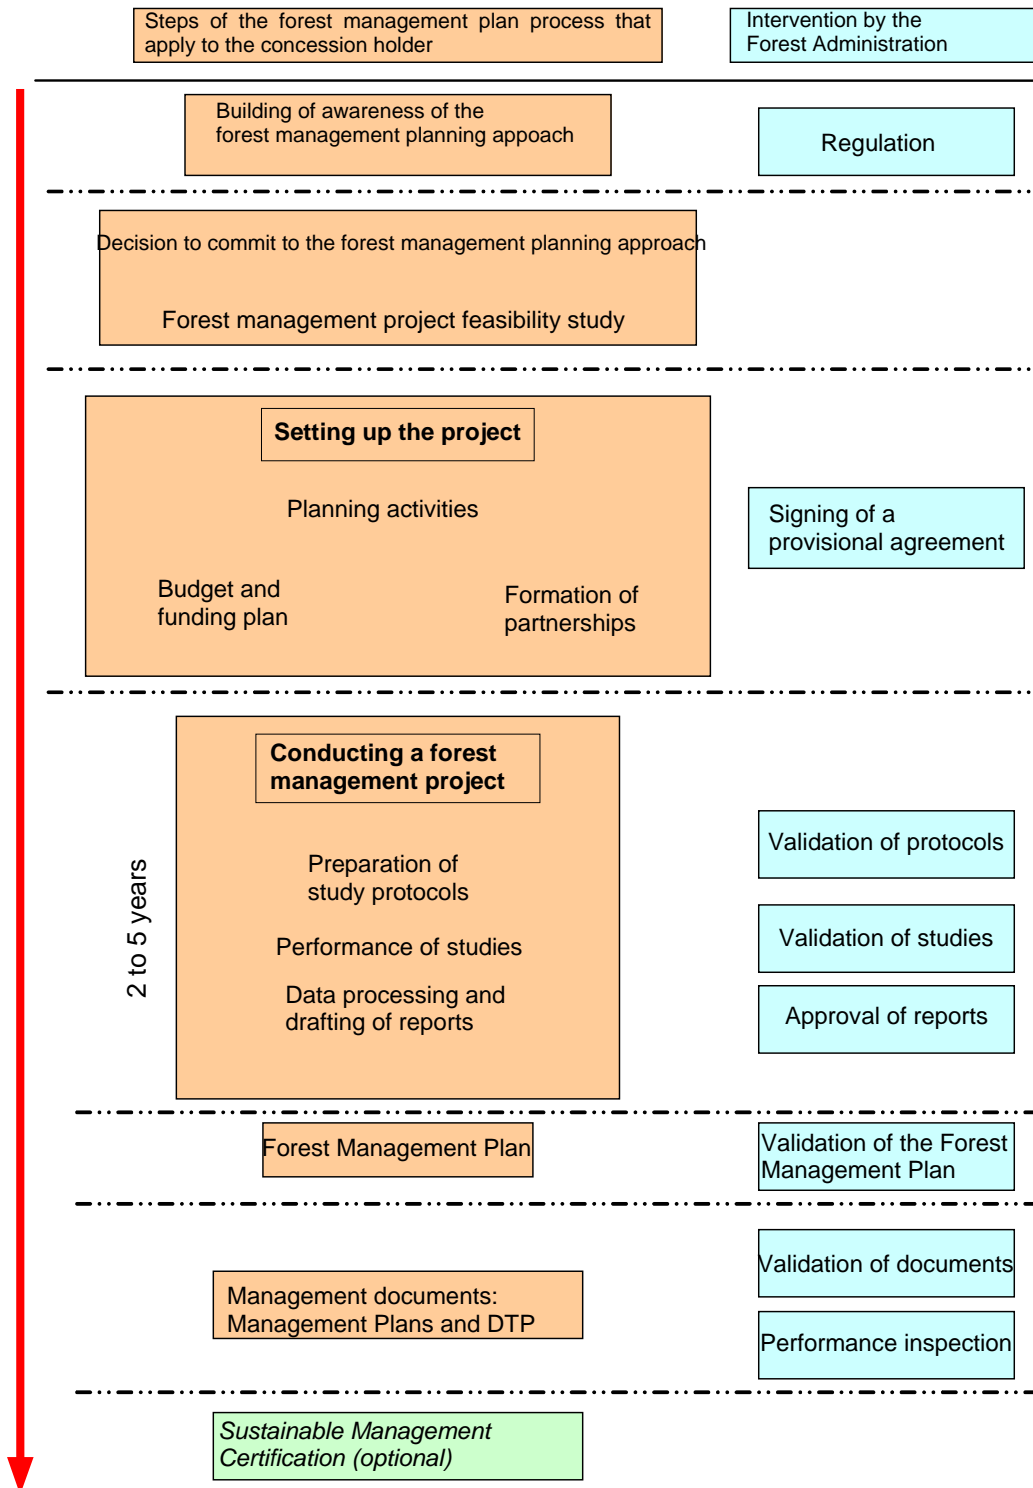 Steps of the forest management plan process that
apply to the concession holder
Intervention by the
Forest Administration
Building of awareness of the
forest management planning appoach
Regulation
Decision to commit to the forest management planning approach
Forest management project feasibility study
Setting up the project
Planning activities
Budget and
funding plan
Formation of
partnerships
Signing of a
provisional agreement
2 to 5 years
Conducting a forest
management project
Preparation of
study protocols
Performance of studies
Data processing and
drafting of reports
Validation of protocols
Validation of studies
Approval of reports
Forest Management Plan
Validation of the Forest
Management Plan
Management documents:
Management Plans and DTP
Validation of documents
Performance inspection
Sustainable Management
Certification (optional)